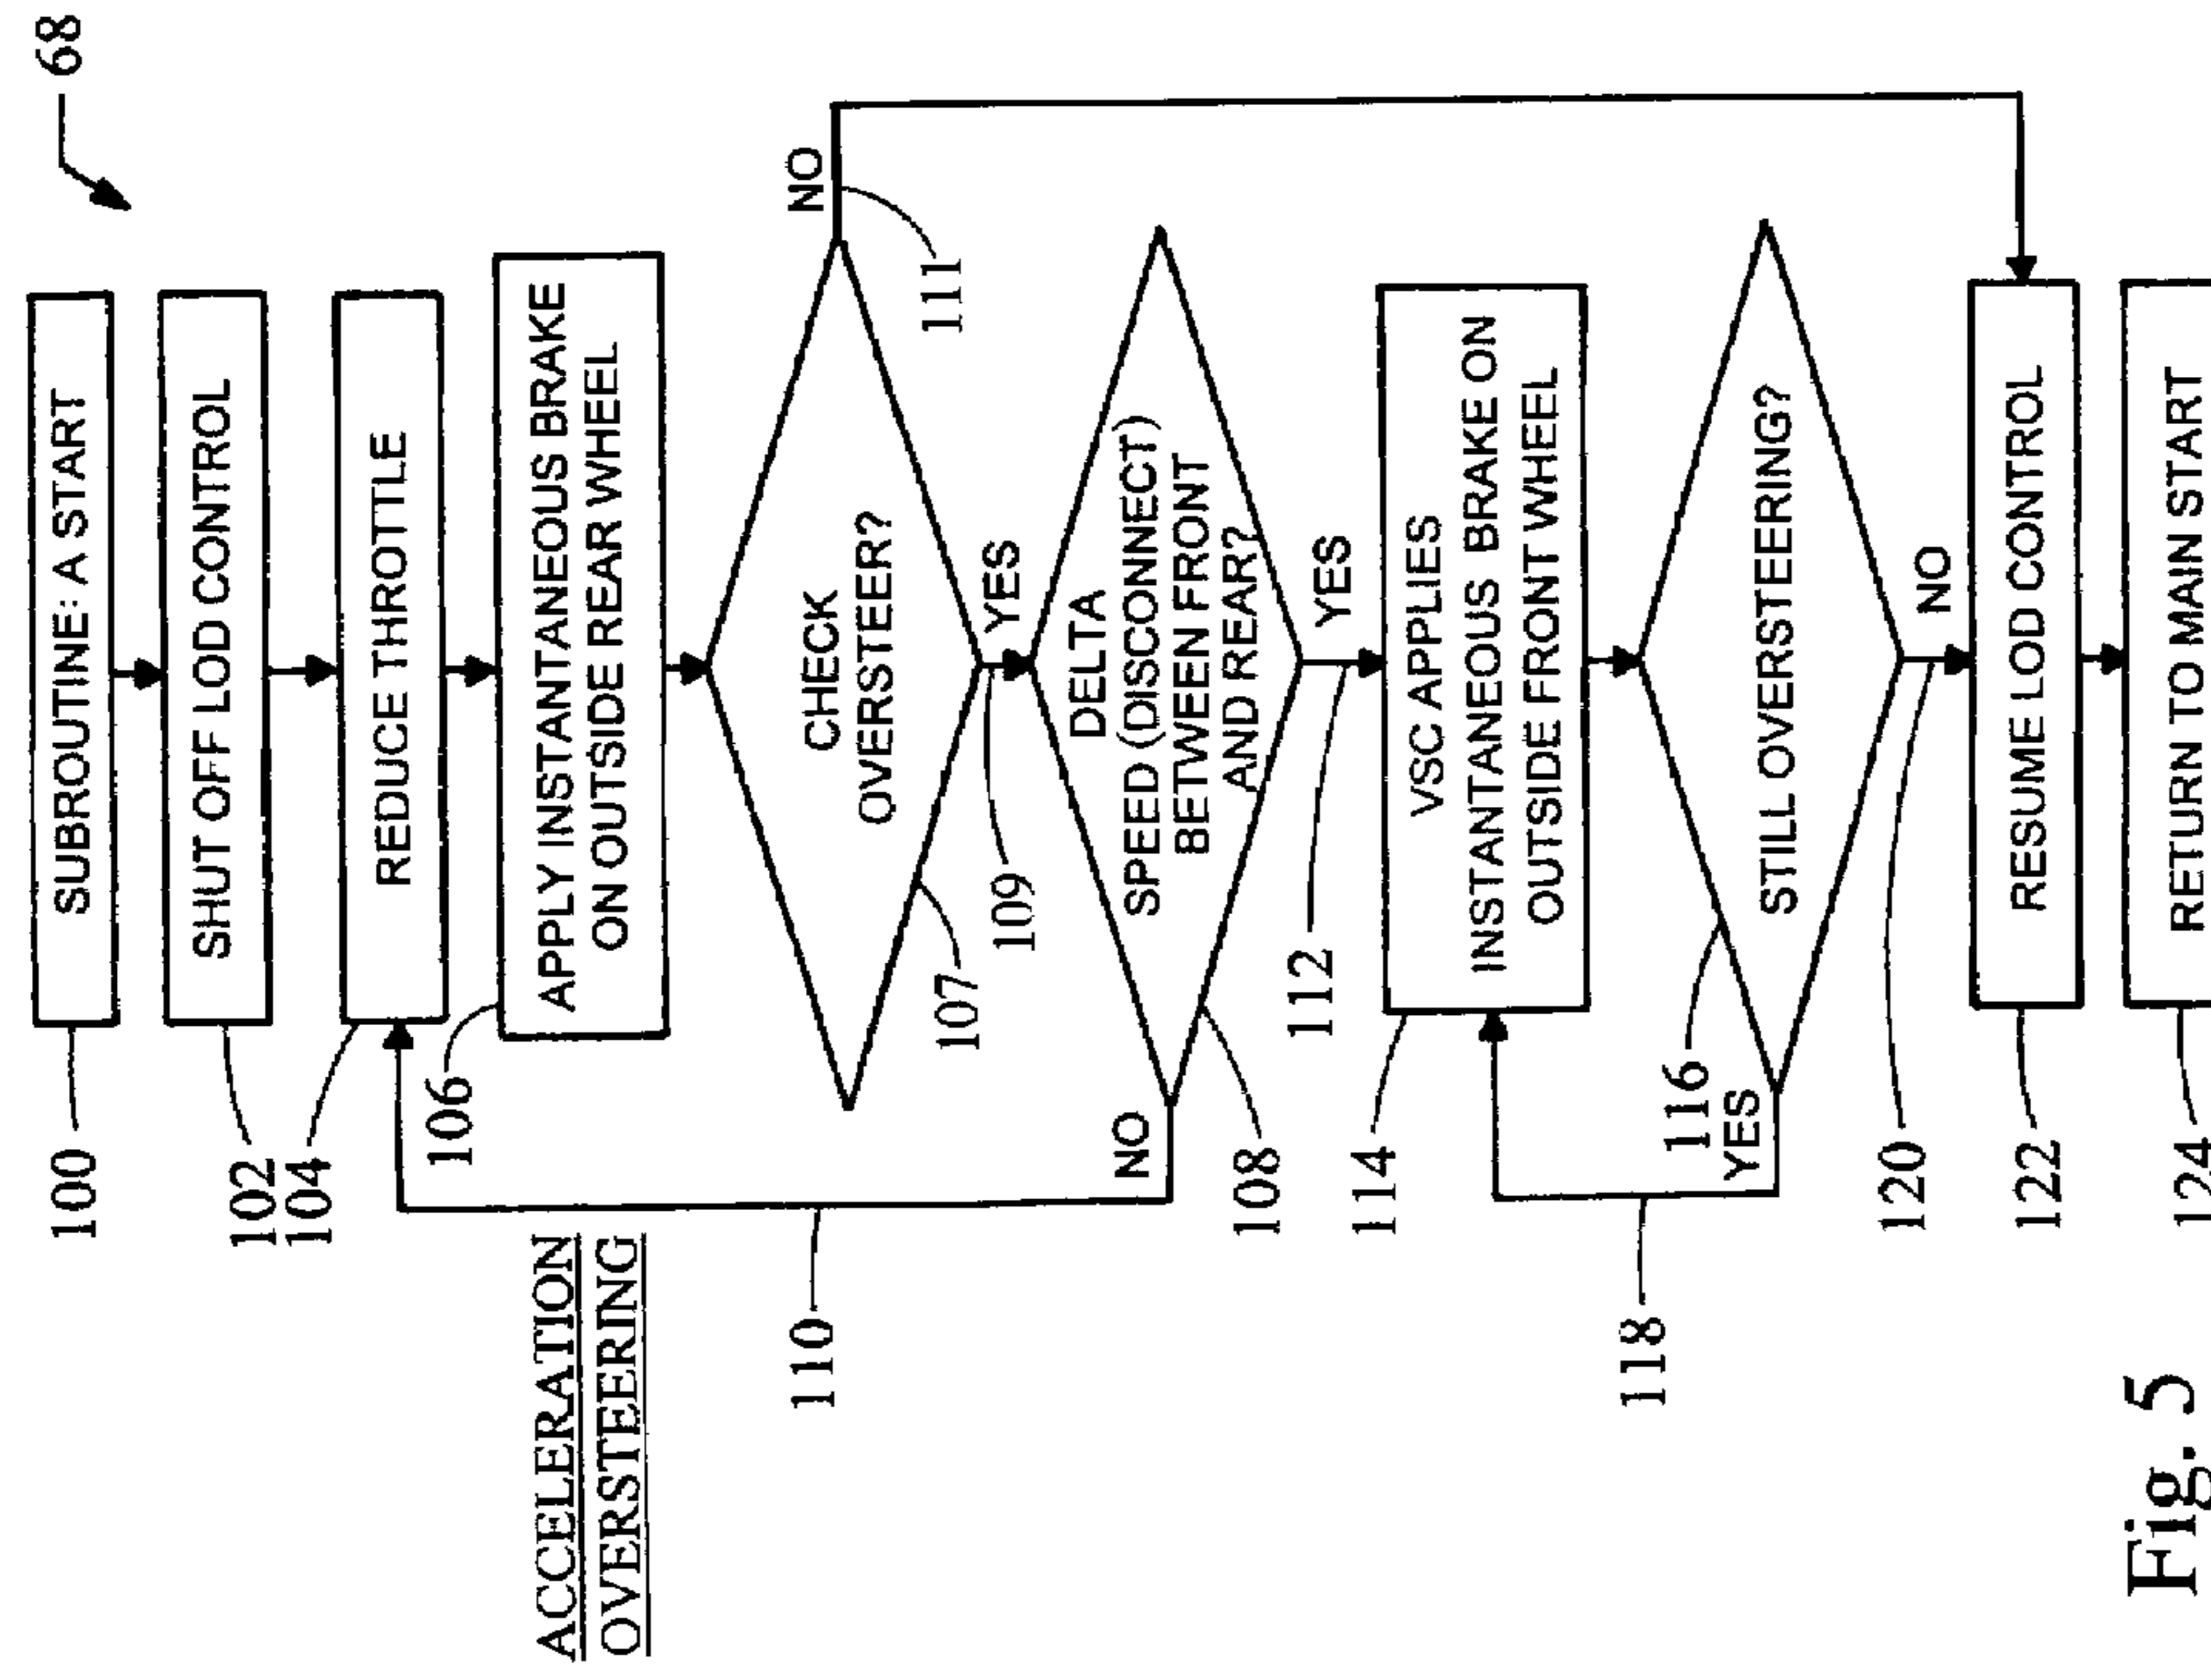 68
100
SUBROUTINE: A START
102
SHUT OFF LOD CONTROL
104
REDUCE THROTTLE
106
APPLY INSTANTANEOUS BRAKE
ON OUTSIDE REAR WHEEL
ACCELERATION
OVERSTEERING
CHECK
OVERSTEER?
NO
111
107
YES
109
110
DELTA
SPEED (DISCONNECT)
BETWEEN FRONT
AND REAR?
NO
108
YES
112
114
VSC APPLIES
INSTANTANEOUS BRAKE ON
OUTSIDE FRONT WHEEL
116
STILL OVERSTEERING?
YES
118
NO
120
122
RESUME LOD CONTROL
124
RETURN TO MAIN START
Fig. 5